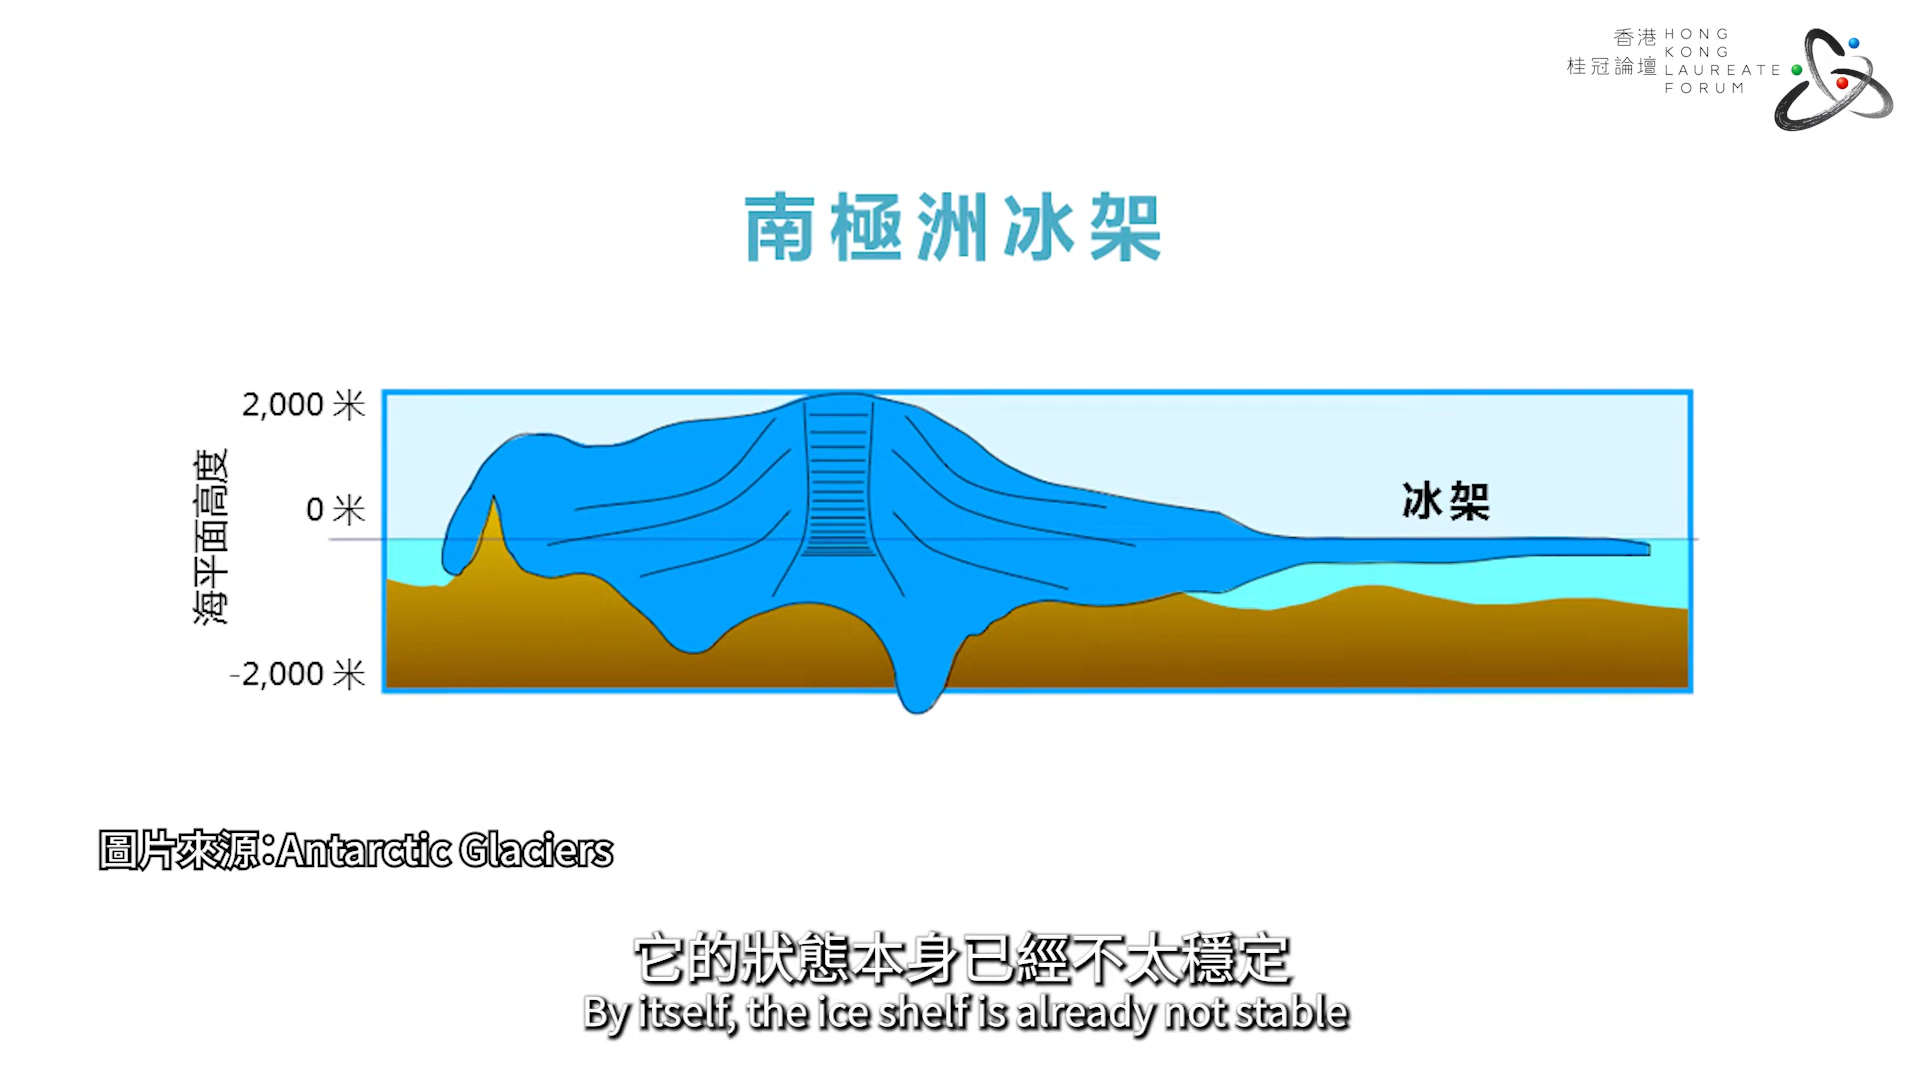 香港
桂冠論壇
HONG
KONG
LAUREATE
FORUM
南極洲冰架
2,000 米
0 米
-2,000 米
海平面高度
冰架
圖片來源:Antarctic Glaciers
它的狀態本身已經不太穩定
By itself, the ice shelf is already not stable